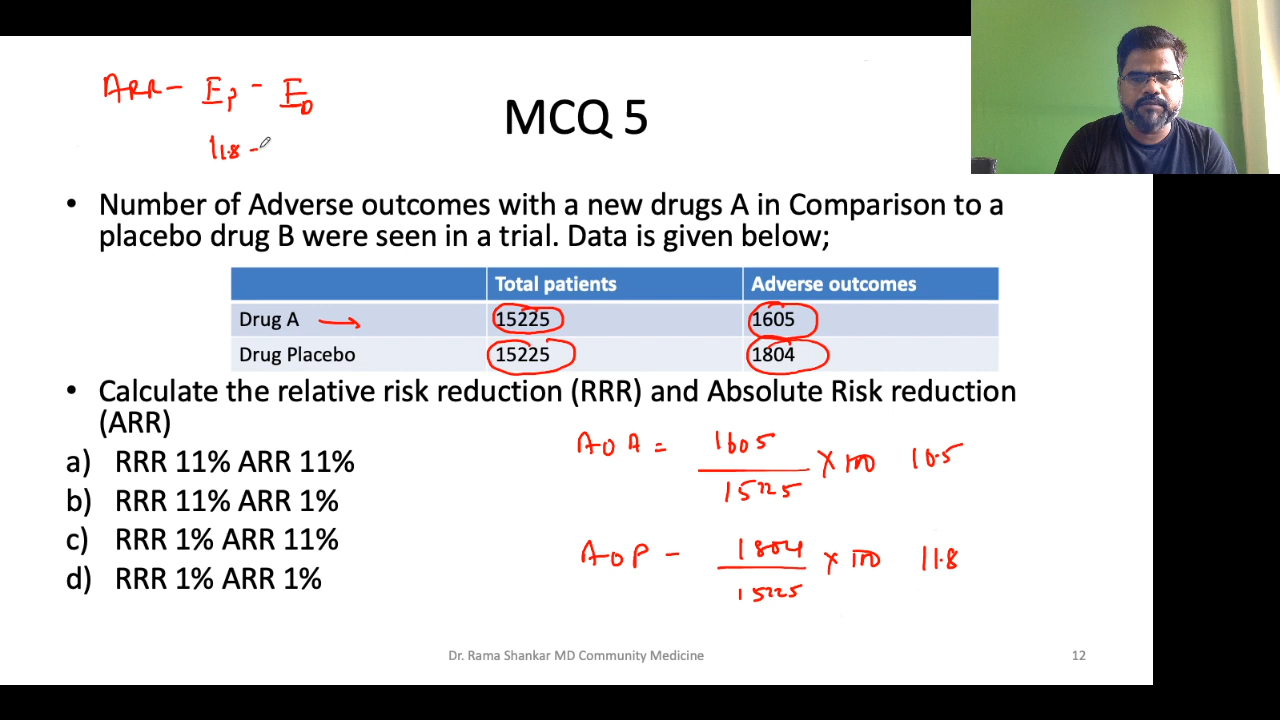 ARR - Ep - ED
11.8 -
MCQ 5
• Number of Adverse outcomes with a new drugs A in Comparison to a
placebo drug B were seen in a trial. Data is given below;
Total patients Adverse outcomes
Drug A → 15225 1605
Drug Placebo 15225 1804
• Calculate the relative risk reduction (RRR) and Absolute Risk reduction
(ARR)
a) RRR 11% ARR 11%
b) RRR 11% ARR 1%
c) RRR 1% ARR 11%
d) RRR 1% ARR 1%
AOA = 1605 / 15225 × 100 10.5
AOP - 1804 / 15225 × 100 11.8
Dr. Rama Shankar MD Community Medicine 12